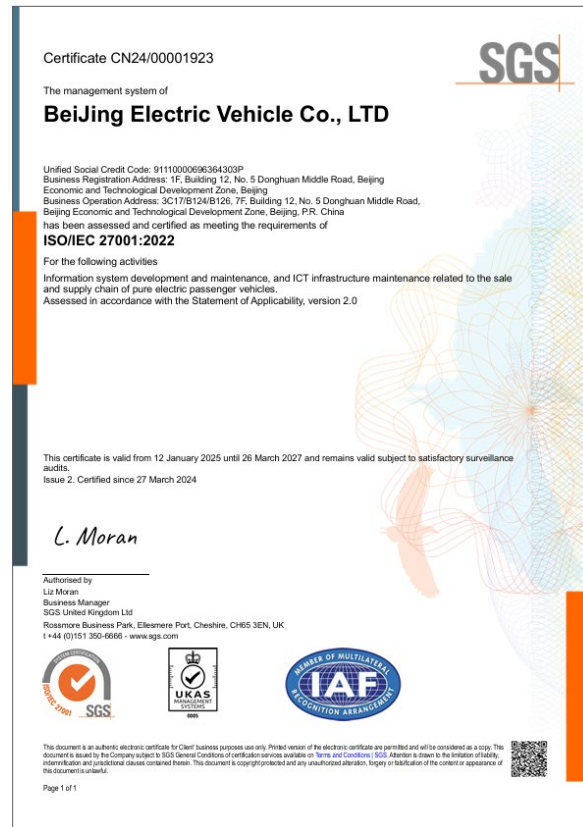 Certificate CN24/00001923
SGS
The management system of
BeiJing Electric Vehicle Co., LTD
Unified Social Credit Code: 91110000696364303P
Business Registration Address: 1F, Building 12, No. 5 Donghuan Middle Road, Beijing
Economic and Technological Development Zone, Beijing
Business Operation Address: 3C17/B124/B126, 7F, Building 12, No. 5 Donghuan Middle Road,
Beijing Economic and Technological Development Zone, Beijing, P.R. China
has been assessed and certified as meeting the requirements of
ISO/IEC 27001:2022
For the following activities
Information system development and maintenance, and ICT infrastructure maintenance related to the sale
and supply chain of pure electric passenger vehicles.
Assessed in accordance with the Statement of Applicability, version 2.0
This certificate is valid from 12 January 2025 until 26 March 2027 and remains valid subject to satisfactory surveillance
audits.
Issue 2. Certified since 27 March 2024
L. Moran
Authorised by
Liz Moran
Business Manager
SGS United Kingdom Ltd
Rossmore Business Park, Ellesmere Port, Cheshire, CH65 3EN, UK
t +44 (0)151 350-6666 - www.sgs.com
SYSTEM CERTIFICATION
ISO/IEC 27001
SGS
UKAS
MANAGEMENT
SYSTEMS
0005
MEMBER OF MULTILATERAL
IAF
RECOGNITION ARRANGEMENT
This document is an authentic electronic certificate for Client' business purposes use only. Printed version of the electronic certificate are permitted and will be considered as a copy. This
document is issued by the Company subject to SGS General Conditions of certification services available on Terms and Conditions | SGS. Attention is drawn to the limitation of liability,
indemnification and jurisdictional clauses contained therein. This document is copyright protected and any unauthorized alteration, forgery or falsification of the content or appearance of
this document is unlawful.
Page 1 of 1